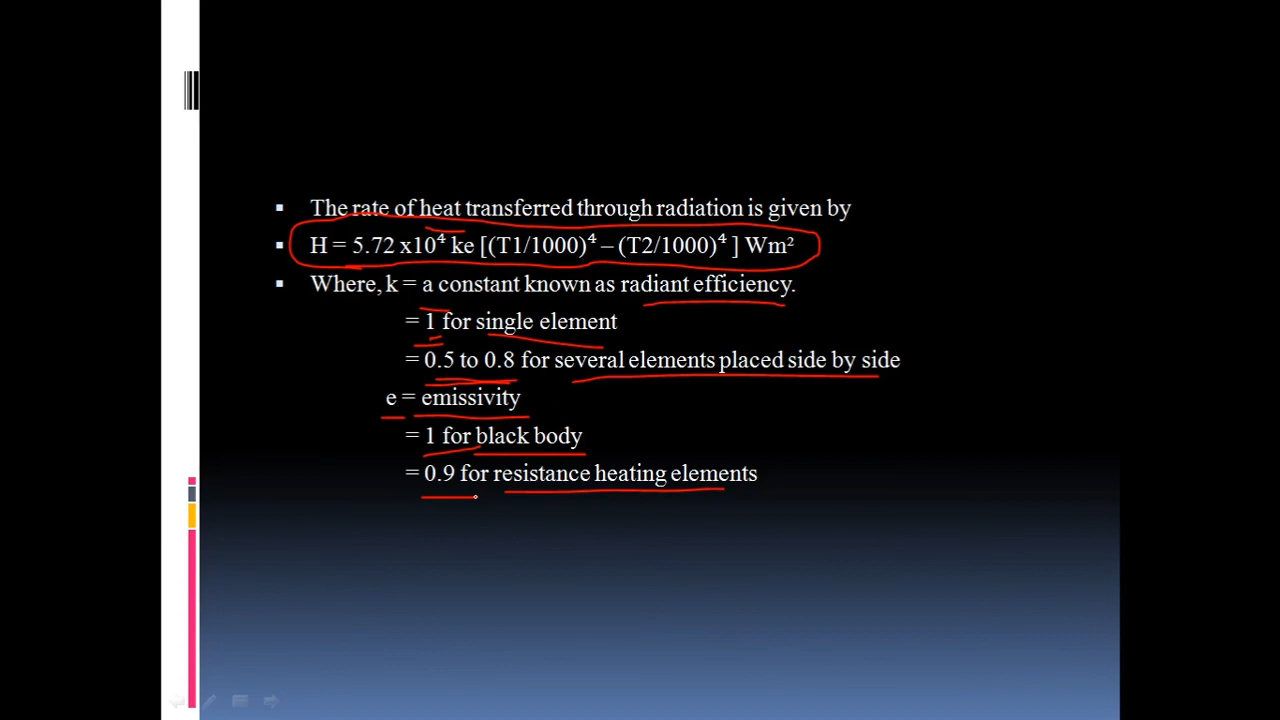 The rate of heat transferred through radiation is given by
H = 5.72 x10⁴ ke [(T1/1000)⁴ – (T2/1000)⁴ ] Wm²
Where, k = a constant known as radiant efficiency.
= 1 for single element
= 0.5 to 0.8 for several elements placed side by side
e = emissivity
= 1 for black body
= 0.9 for resistance heating elements